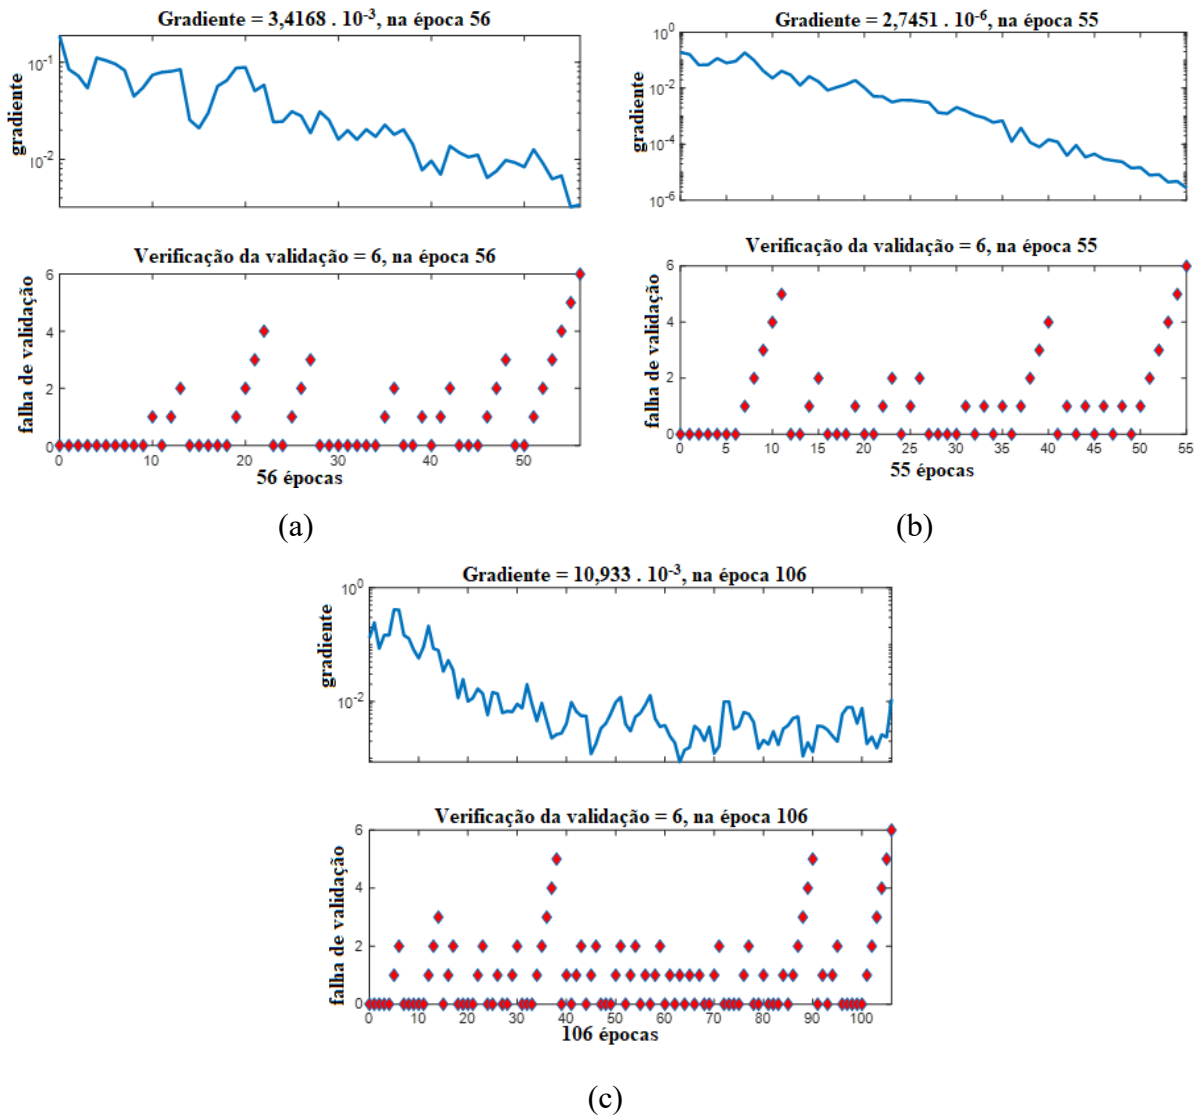 Gradiente = 3,4168 . 10⁻³, na época 56
gradiente
10⁻¹
10⁻²
Verificação da validação = 6, na época 56
falha de validação
6
4
2
0
0 10 20 30 40 50
56 épocas
(a)
Gradiente = 2,7451 . 10⁻⁶, na época 55
gradiente
10⁰
10⁻²
10⁻⁴
10⁻⁶
Verificação da validação = 6, na época 55
falha de validação
6
4
2
0
0 5 10 15 20 25 30 35 40 45 50 55
55 épocas
(b)
Gradiente = 10,933 . 10⁻³, na época 106
gradiente
10⁰
10⁻²
Verificação da validação = 6, na época 106
falha de validação
6
4
2
0
0 10 20 30 40 50 60 70 80 90 100
106 épocas
(c)